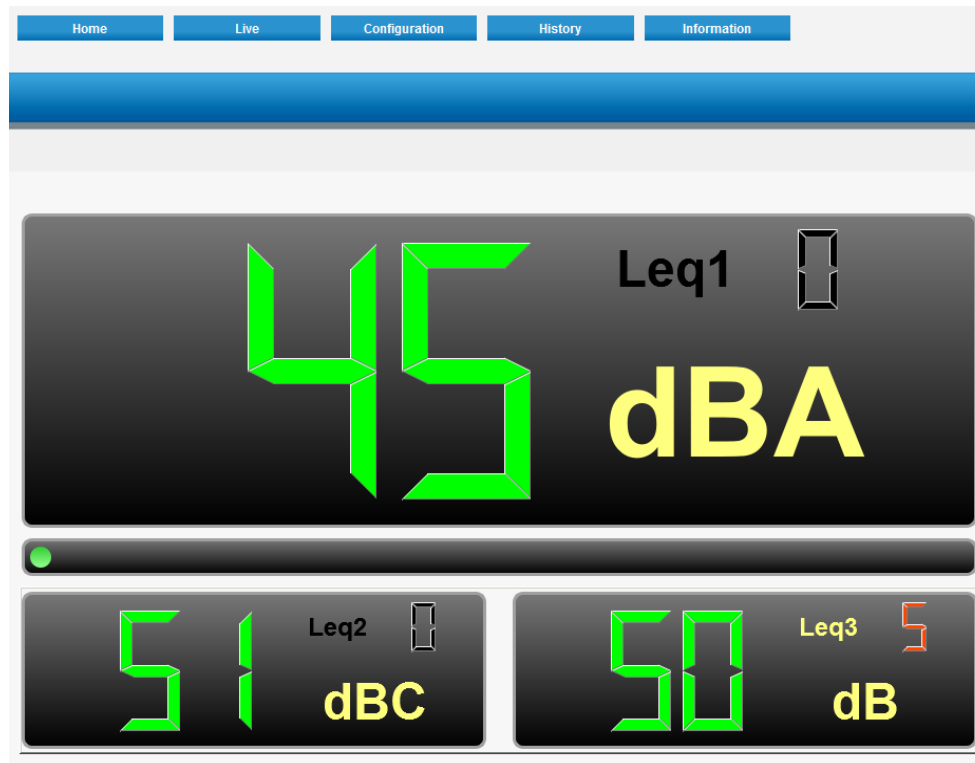 Home Live Configuration History Information
45 Leq1 0
dBA
51 Leq2 0
dBC
50 Leq3 5
dB